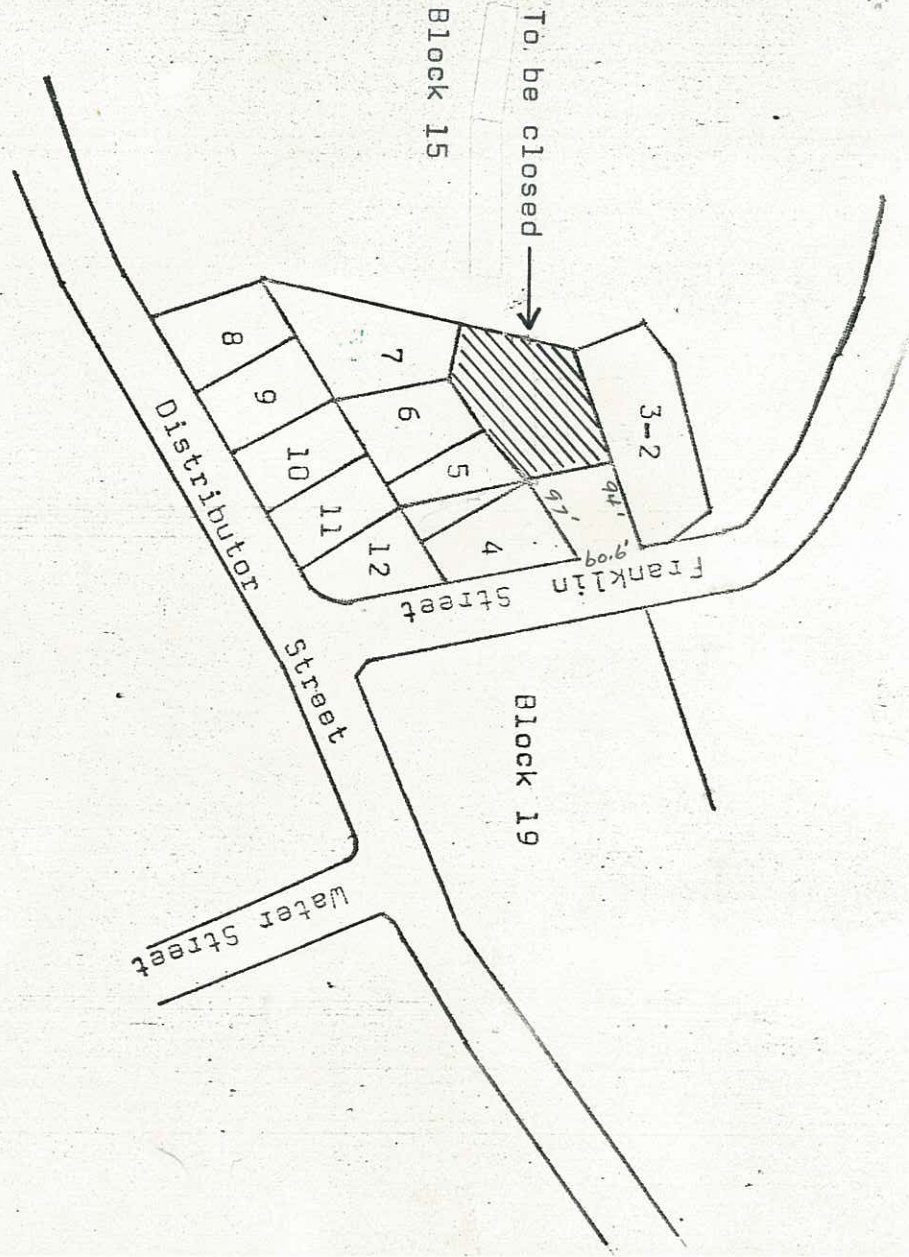 To be closed
Block 15
3-2
94'
97'
60.6'
7
6
5
4
8
9
10
11
12
Franklin
Street
Distributor Street
Block 19
Water Street